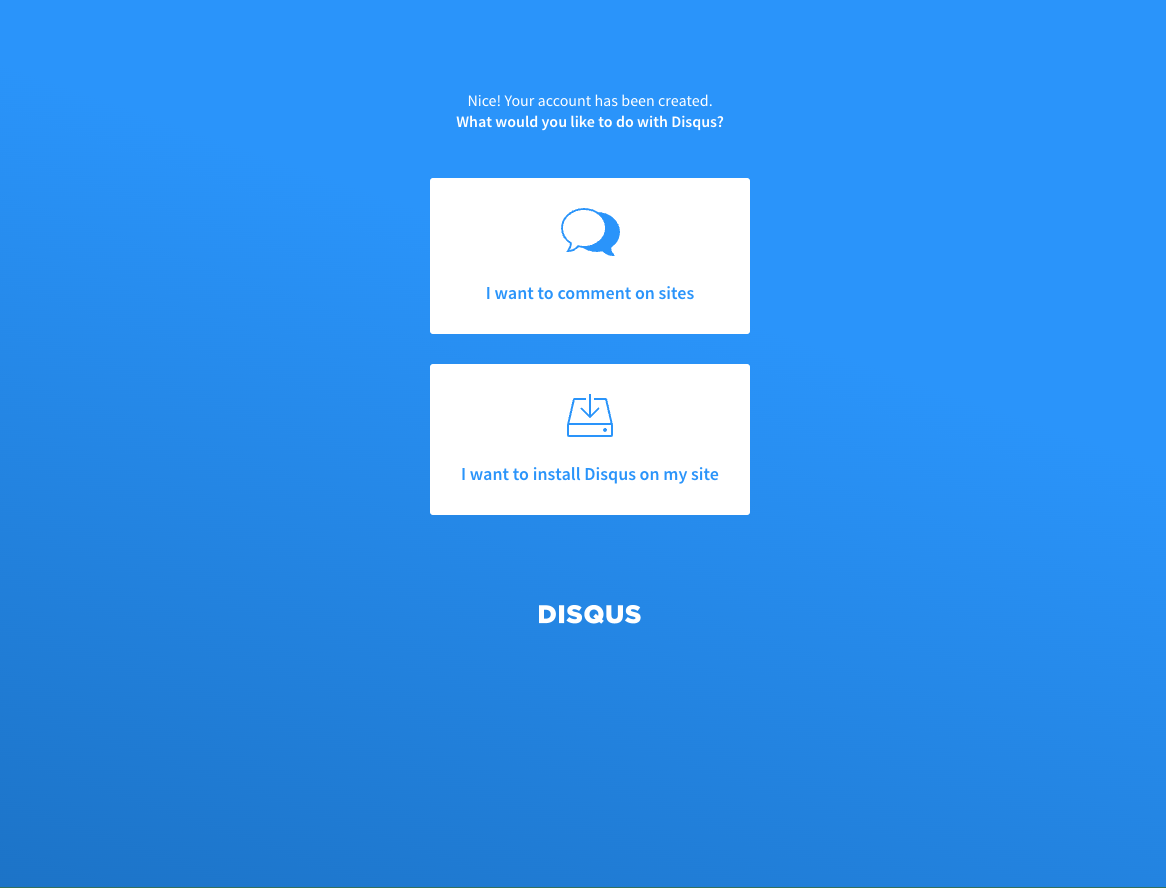 Nice! Your account has been created.
What would you like to do with Disqus?
I want to comment on sites
I want to install Disqus on my site
DISQUS